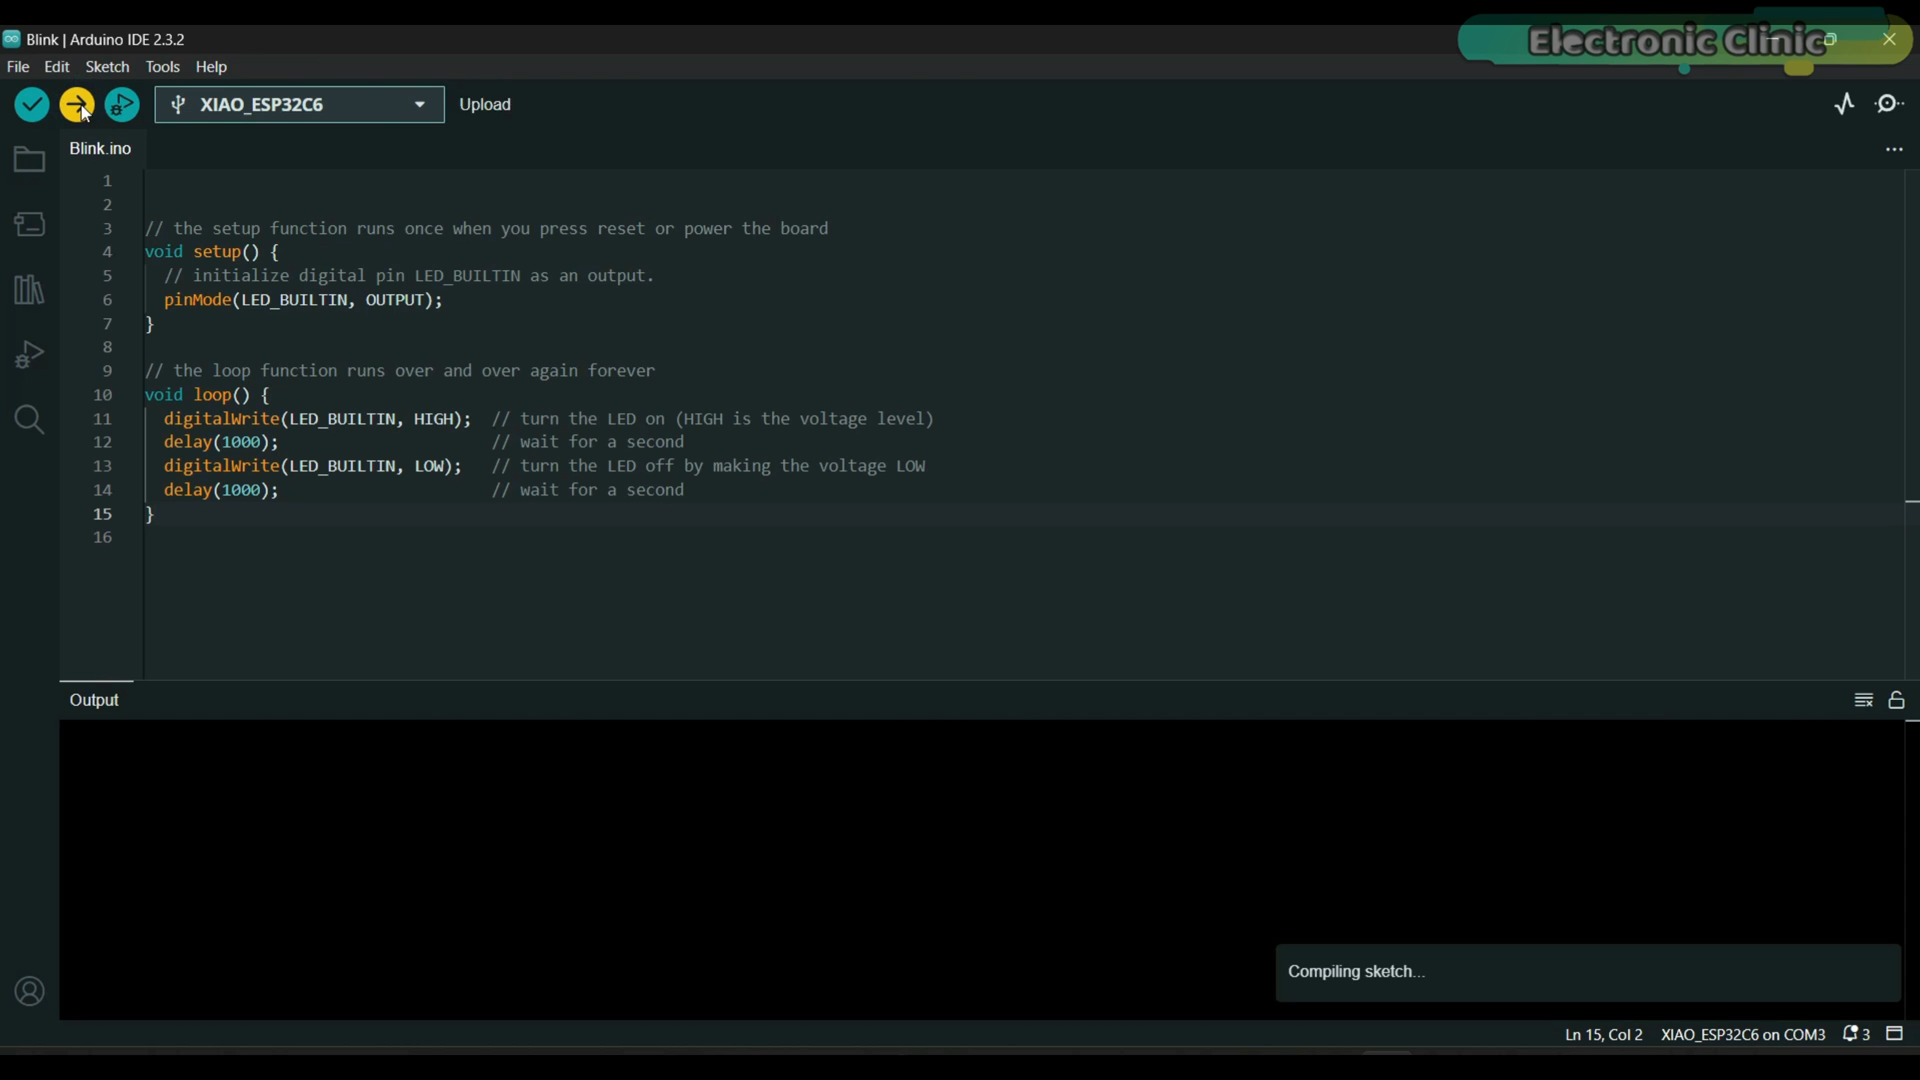 Electronic Clinic
Blink | Arduino IDE 2.3.2
File Edit Sketch Tools Help
XIAO_ESP32C6 Upload
Blink.ino
1
2
3 // the setup function runs once when you press reset or power the board
4 void setup() {
5 // initialize digital pin LED_BUILTIN as an output.
6 pinMode(LED_BUILTIN, OUTPUT);
7 }
8
9 // the loop function runs over and over again forever
10 void loop() {
11 digitalWrite(LED_BUILTIN, HIGH); // turn the LED on (HIGH is the voltage level)
12 delay(1000); // wait for a second
13 digitalWrite(LED_BUILTIN, LOW); // turn the LED off by making the voltage LOW
14 delay(1000); // wait for a second
15 }
16
Output
Compiling sketch...
Ln 15, Col 2 XIAO_ESP32C6 on COM3 3